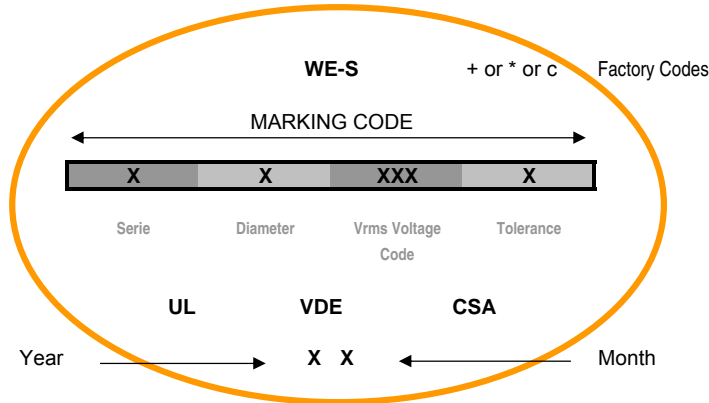 WE-S + or * or c Factory Codes
MARKING CODE
X X XXX X
Serie Diameter Vrms Voltage Tolerance
Code
UL VDE CSA
Year X X Month